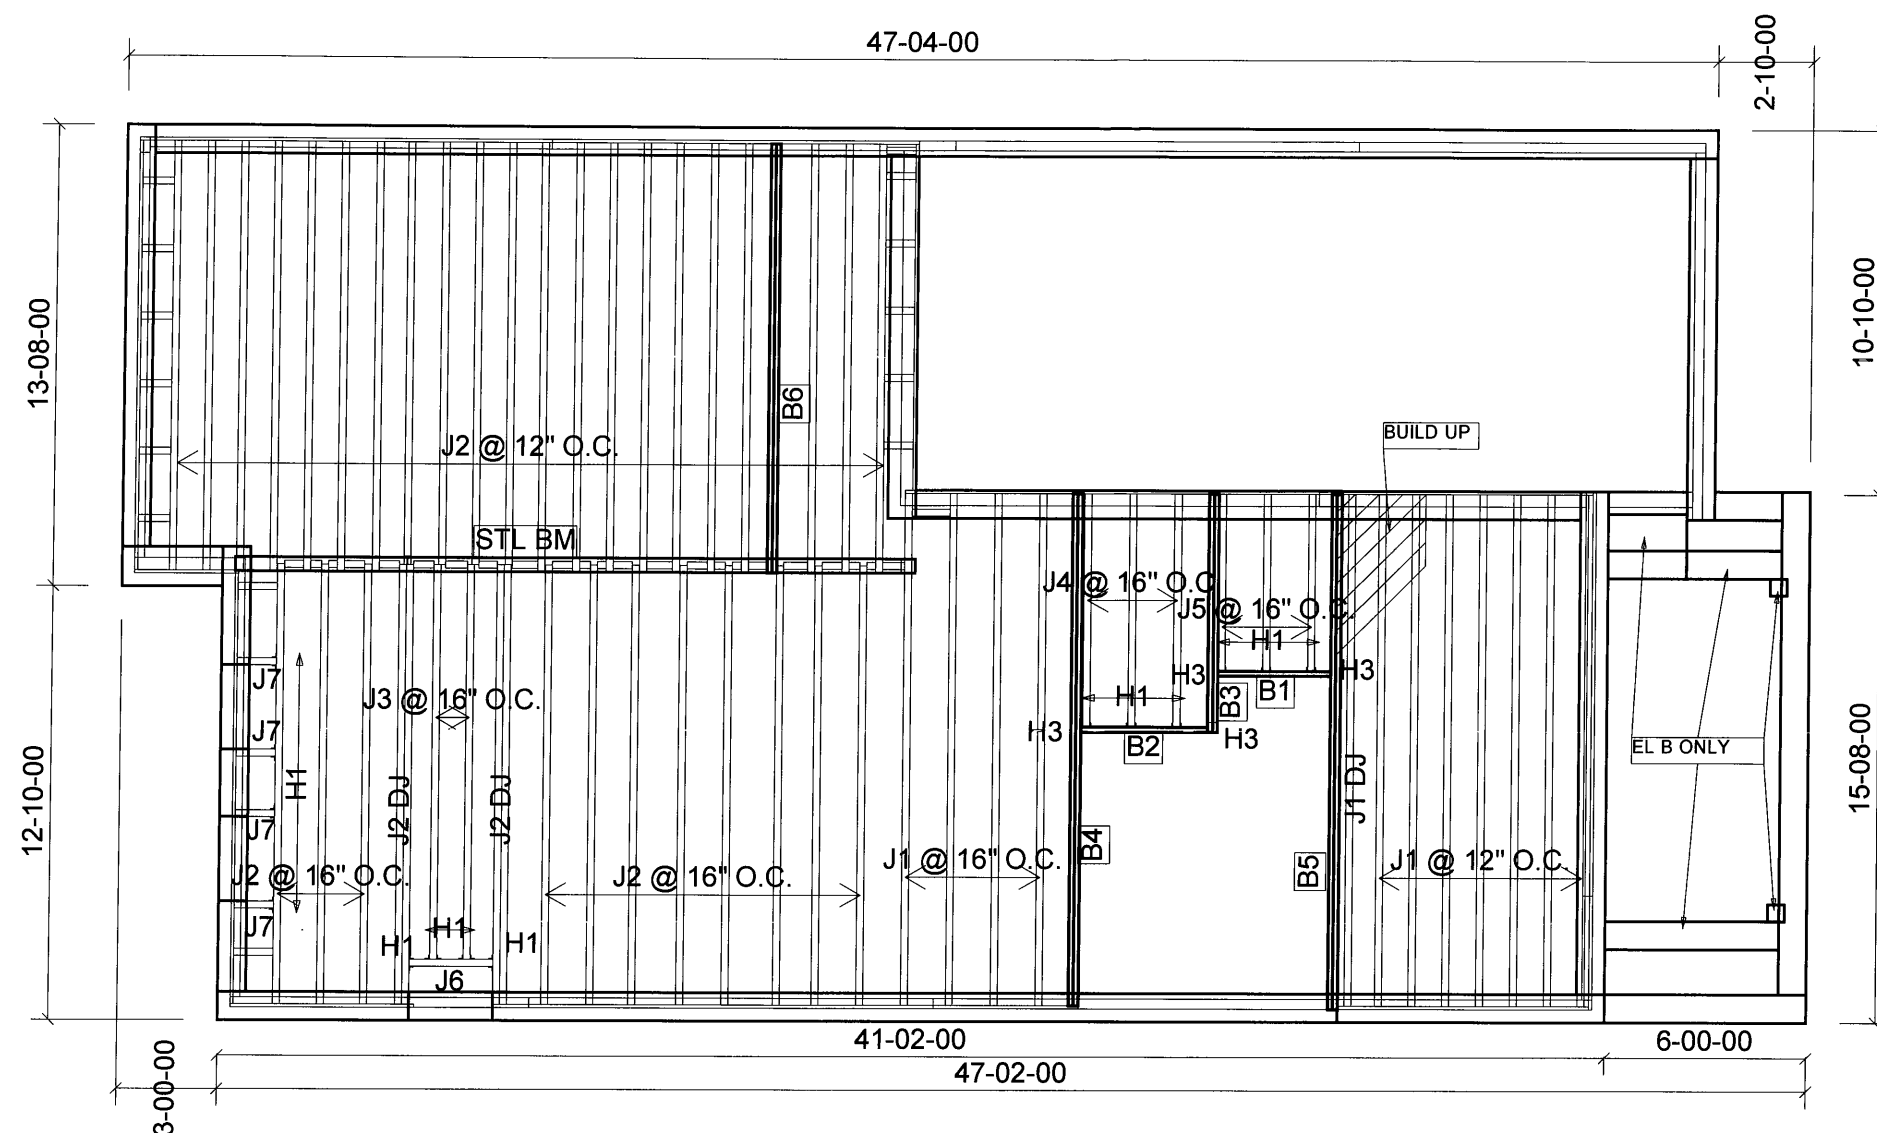 47-04-00
2-10-00
13-08-00
10-10-00
B6
BUILD UP
J2 @ 12" O.C.
STL BM
J4 @ 16" O.C
J5 @ 16" O.C.
H1
H3
H3
J7
J3 @ 16" O.C.
H1
B3
B1
J7
H3
B2
H3
EL B ONLY
12-10-00
15-08-00
H1
J2 DJ
J2 DJ
J1 DJ
J7
B4
B5
J2 @ 16" O.C.
J2 @ 16" O.C.
J1 @ 16" O.C.
J1 @ 12" O.C.
J7
H1
H1
H1
J6
41-02-00
6-00-00
47-02-00
3-00-00